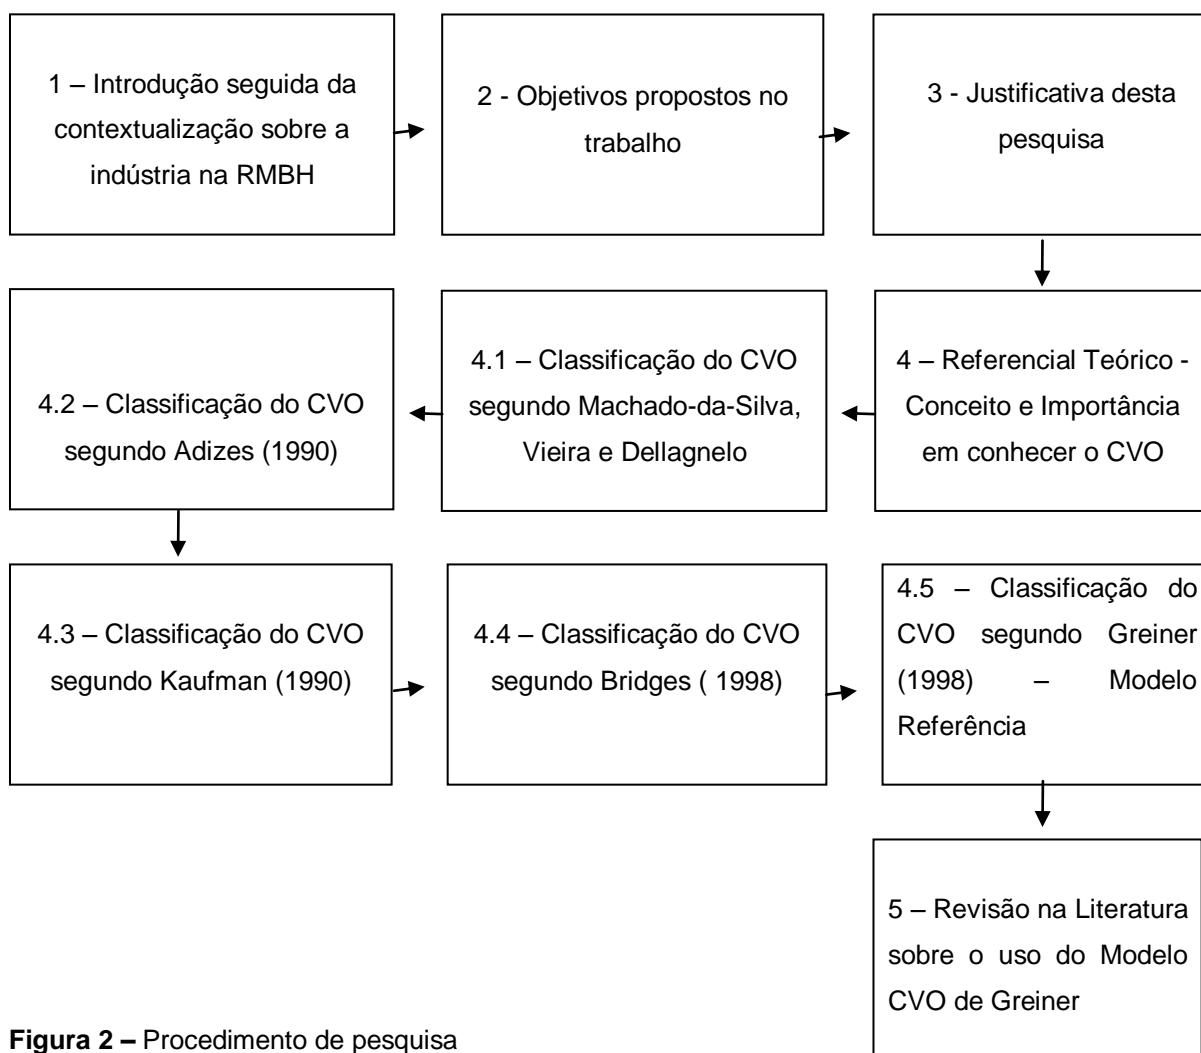 1 – Introdução seguida da
contextualização sobre a
indústria na RMBH
2 - Objetivos propostos no
trabalho
3 - Justificativa desta
pesquisa
4 – Referencial Teórico -
Conceito e Importância
em conhecer o CVO
4.1 – Classificação do CVO
segundo Machado-da-Silva,
Vieira e Dellagnelo
4.2 – Classificação do CVO
segundo Adizes (1990)
4.3 – Classificação do CVO
segundo Kaufman (1990)
4.4 – Classificação do CVO
segundo Bridges ( 1998)
4.5 – Classificação do
CVO segundo Greiner
(1998) – Modelo
Referência
5 – Revisão na Literatura
sobre o uso do Modelo
CVO de Greiner
Figura 2 – Procedimento de pesquisa